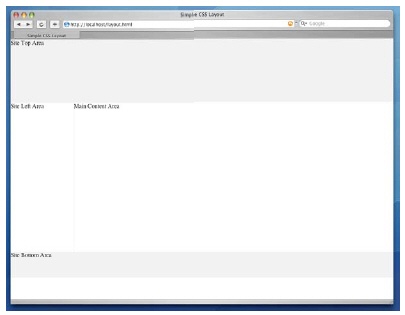 Simple CSS Layout
http://localhost/layout.html
Google
Simple CSS Layout
Site Top Area
Site Left Area
Main Content Area
Site Bottom Area